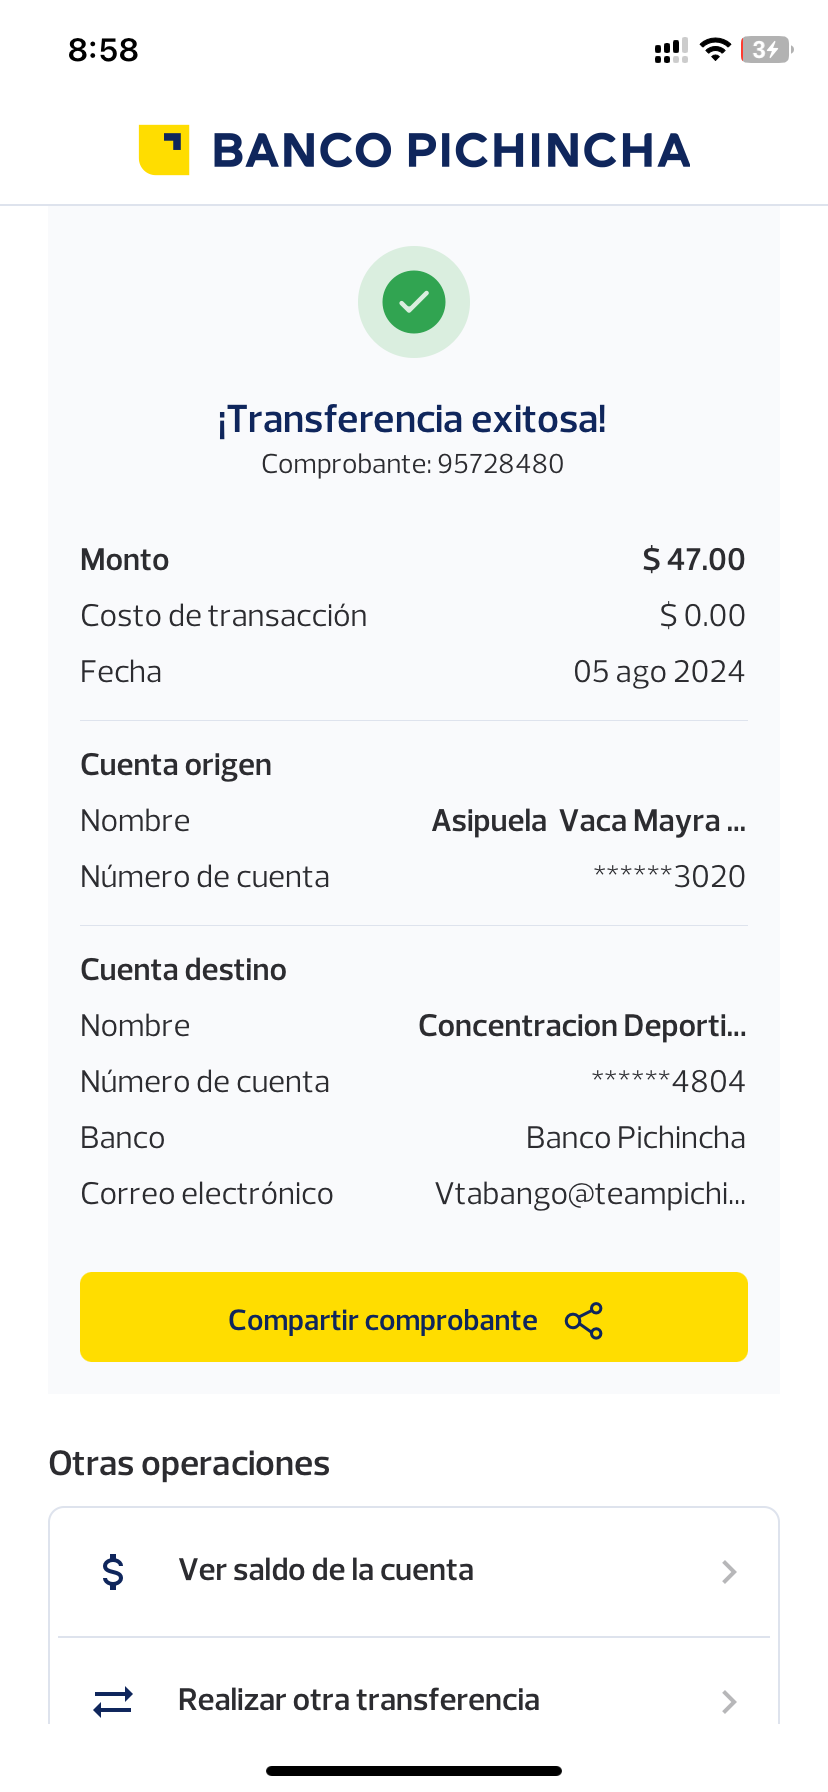 8:58
3
BANCO PICHINCHA
¡Transferencia exitosa!
Comprobante: 95728480
Monto $ 47.00
Costo de transacción $ 0.00
Fecha 05 ago 2024
Cuenta origen
Nombre Asipuela  Vaca Mayra ...
Número de cuenta ******3020
Cuenta destino
Nombre Concentracion Deporti...
Número de cuenta ******4804
Banco Banco Pichincha
Correo electrónico Vtabango@teampichi...
Compartir comprobante
Otras operaciones
$ Ver saldo de la cuenta
Realizar otra transferencia